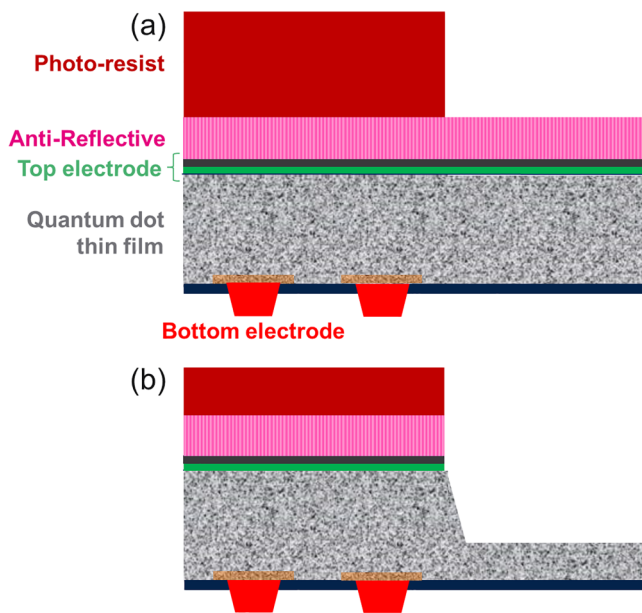 (a)
Photo-resist
Anti-Reflective
Top electrode
Quantum dot
thin film
Bottom electrode
(b)